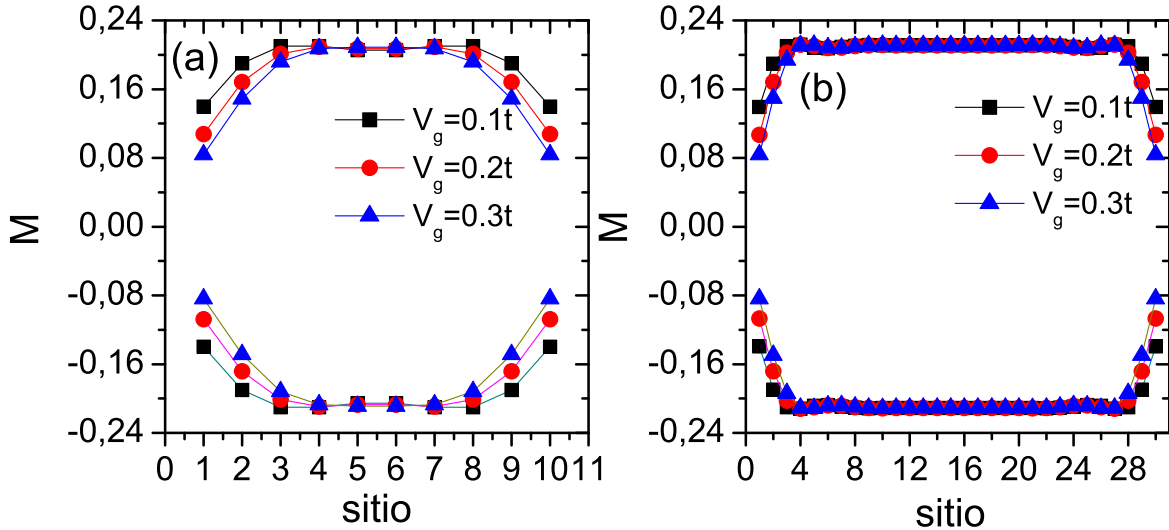 0,24
0,16
0,08
0,00
-0,08
-0,16
-0,24
M
(a)
V_g=0.1t
V_g=0.2t
V_g=0.3t
0 1 2 3 4 5 6 7 8 9 10 11
sitio
0,24
0,16
0,08
0,00
-0,08
-0,16
-0,24
M
(b)
V_g=0.1t
V_g=0.2t
V_g=0.3t
0 4 8 12 16 20 24 28
sitio